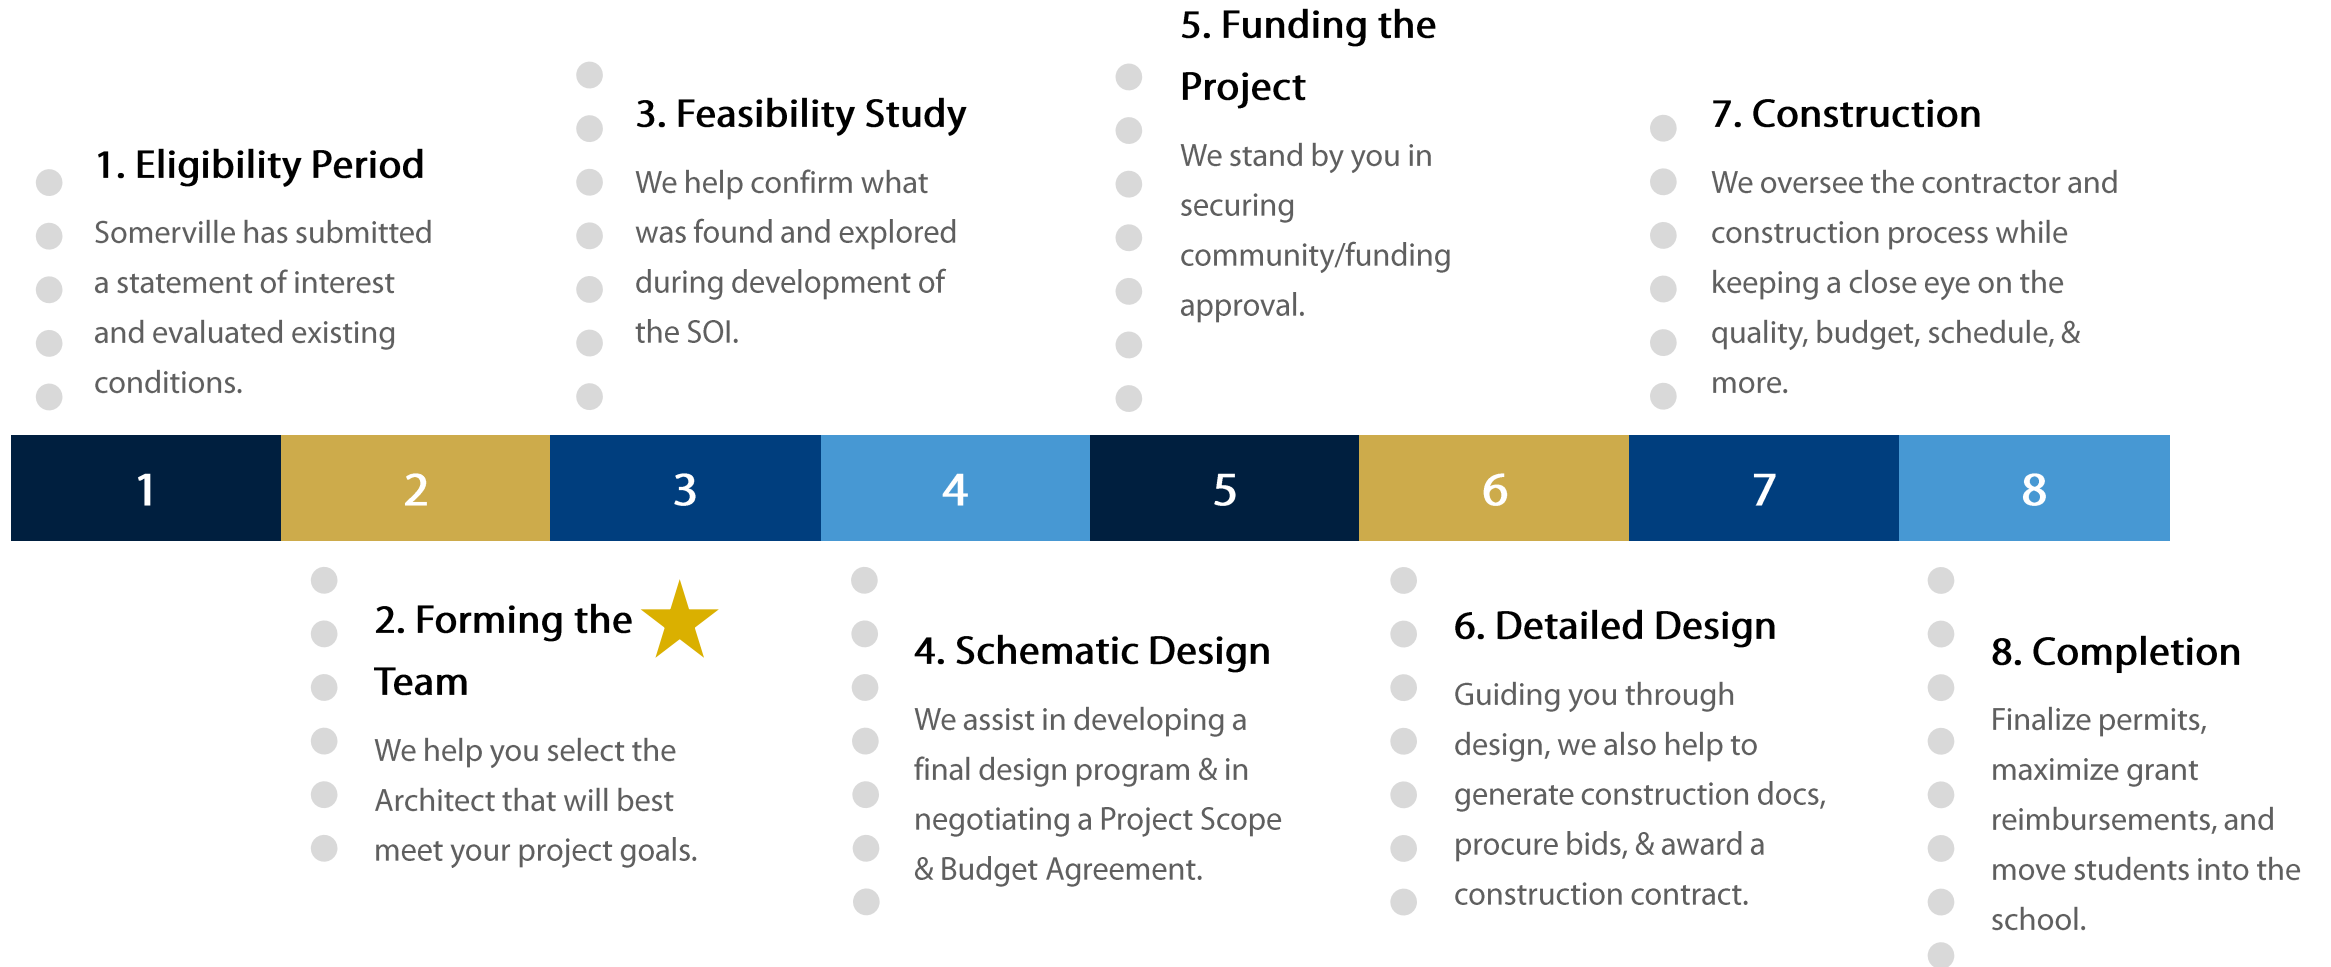 1. Eligibility Period
Somerville has submitted
a statement of interest
and evaluated existing
conditions.
3. Feasibility Study
We help confirm what
was found and explored
during development of
the SOI.
5. Funding the
Project
We stand by you in
securing
community/funding
approval.
7. Construction
We oversee the contractor and
construction process while
keeping a close eye on the
quality, budget, schedule, &
more.
1 2 3 4 5 6 7 8
2. Forming the
Team
We help you select the
Architect that will best
meet your project goals.
4. Schematic Design
We assist in developing a
final design program & in
negotiating a Project Scope
& Budget Agreement.
6. Detailed Design
Guiding you through
design, we also help to
generate construction docs,
procure bids, & award a
construction contract.
8. Completion
Finalize permits,
maximize grant
reimbursements, and
move students into the
school.